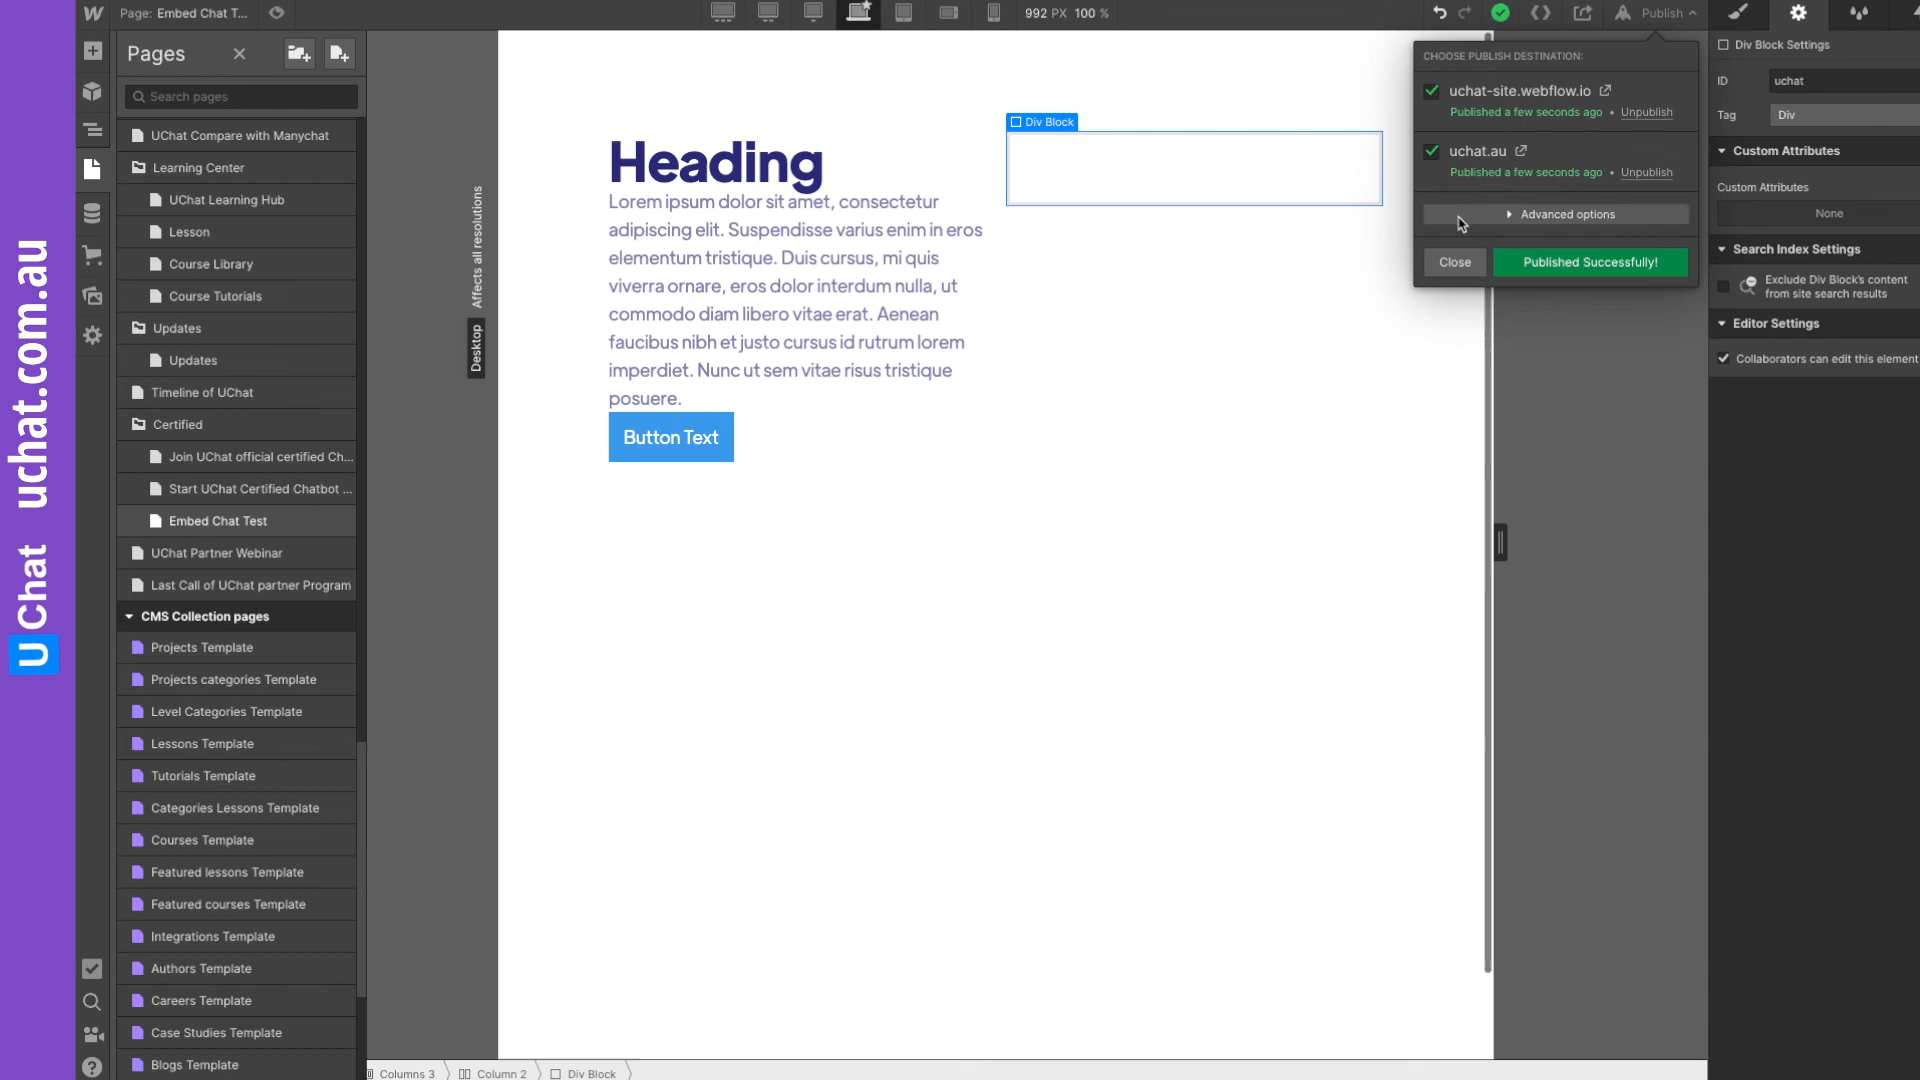 uchat.com.au
UChat
Page: Embed Chat T...
992 PX 100 %
Publish
Pages
Search pages
UChat Compare with Manychat
Learning Center
UChat Learning Hub
Lesson
Course Library
Course Tutorials
Updates
Updates
Timeline of UChat
Certified
Join UChat official certified Ch...
Start UChat Certified Chatbot ...
Embed Chat Test
UChat Partner Webinar
Last Call of UChat partner Program
CMS Collection pages
Projects Template
Projects categories Template
Level Categories Template
Lessons Template
Tutorials Template
Categories Lessons Template
Courses Template
Featured lessons Template
Featured courses Template
Integrations Template
Authors Template
Careers Template
Case Studies Template
Blogs Template
Desktop Affects all resolutions
Heading
Lorem ipsum dolor sit amet, consectetur
adipiscing elit. Suspendisse varius enim in eros
elementum tristique. Duis cursus, mi quis
viverra ornare, eros dolor interdum nulla, ut
commodo diam libero vitae erat. Aenean
faucibus nibh et justo cursus id rutrum lorem
imperdiet. Nunc ut sem vitae risus tristique
posuere.
Button Text
Div Block
CHOOSE PUBLISH DESTINATION:
uchat-site.webflow.io
Published a few seconds ago • Unpublish
uchat.au
Published a few seconds ago • Unpublish
Advanced options
Close
Published Successfully!
Div Block Settings
ID uchat
Tag Div
Custom Attributes
Custom Attributes
None
Search Index Settings
Exclude Div Block's content
from site search results
Editor Settings
Collaborators can edit this element
Columns 3
Column 2
Div Block